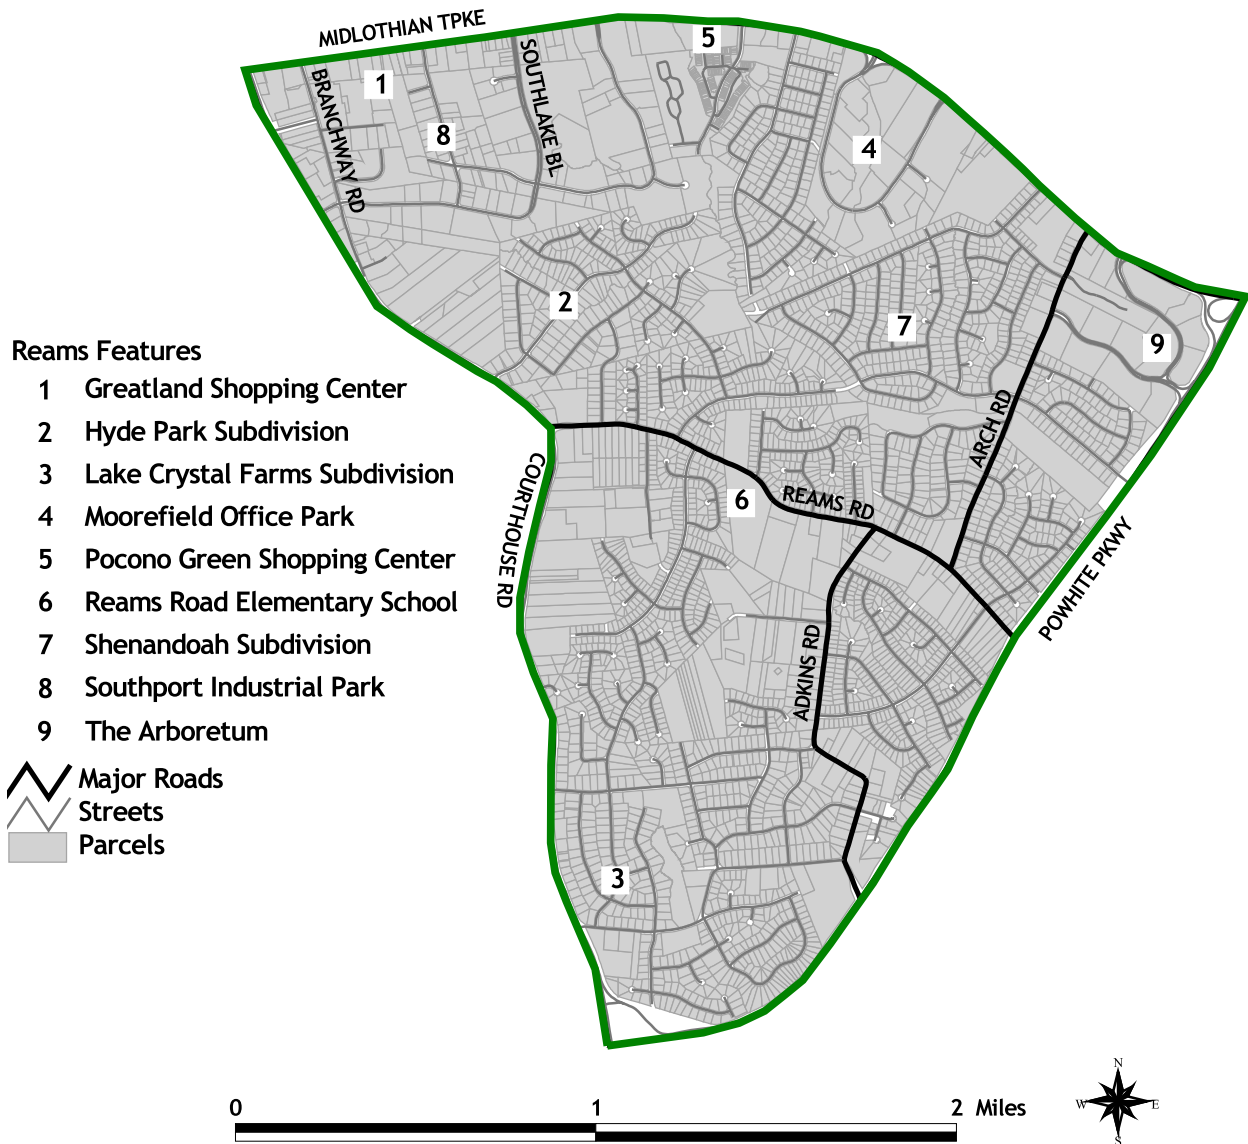 MIDLOTHIAN TPKE
BRANCHWAY RD
SOUTHLAKE BL
1
8
5
4
2
7
9
ARCH RD
COURTHOUSE RD
6
REAMS RD
POWHITE PKWY
ADKINS RD
3
Reams Features
1 Greatland Shopping Center
2 Hyde Park Subdivision
3 Lake Crystal Farms Subdivision
4 Moorefield Office Park
5 Pocono Green Shopping Center
6 Reams Road Elementary School
7 Shenandoah Subdivision
8 Southport Industrial Park
9 The Arboretum
Major Roads
Streets
Parcels
0 1 2 Miles
N
W E
S